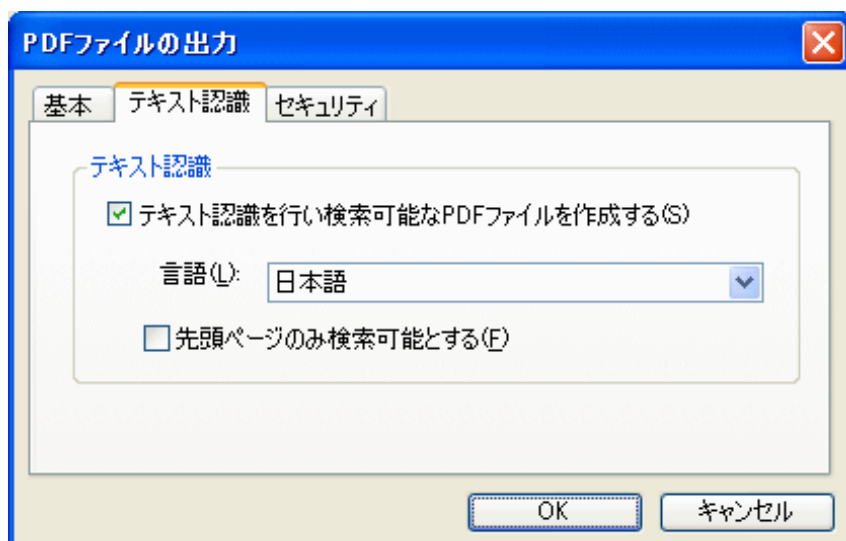 PDFファイルの出力
基本 テキスト認識 セキュリティ
テキスト認識
テキスト認識を行い検索可能なPDFファイルを作成する(S)
言語(L): 日本語
先頭ページのみ検索可能とする(F)
OK キャンセル